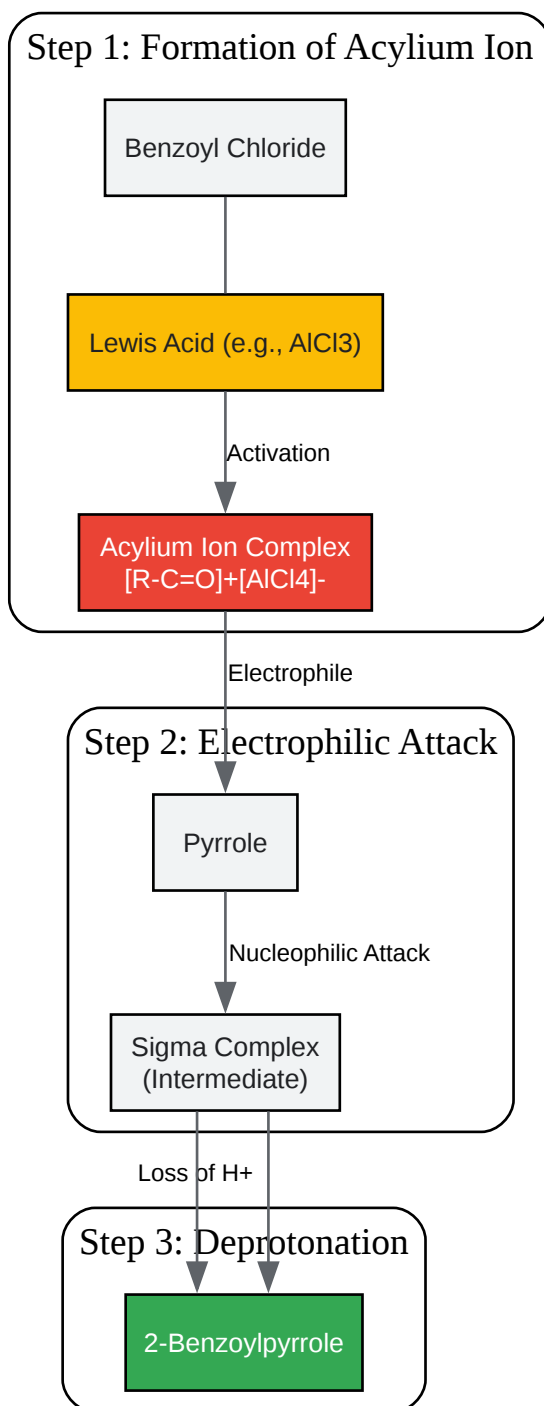 Step 1: Formation of Acylium Ion
Benzoyl Chloride
Lewis Acid (e.g., AlCl3)
Activation
Acylium Ion Complex
[R-C=O]+[AlCl4]-
Electrophile
Step 2: Electrophilic Attack
Pyrrole
Nucleophilic Attack
Sigma Complex
(Intermediate)
Loss of H+
Step 3: Deprotonation
2-Benzoylpyrrole